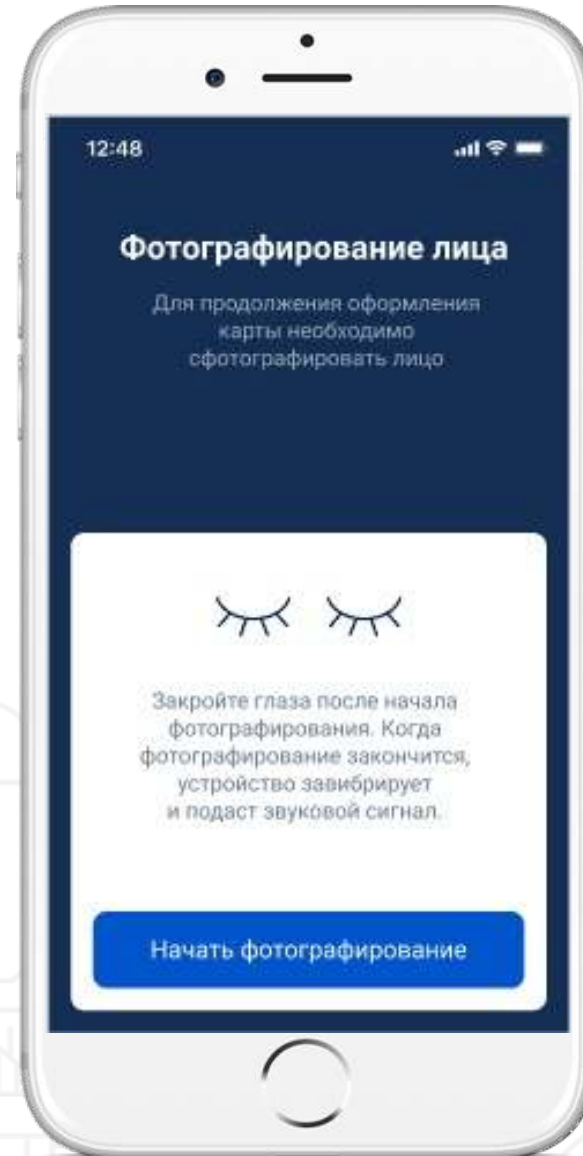 12:48
Фотографирование лица
Для продолжения оформления
карты необходимо
сфотографировать лицо
Закройте глаза после начала
фотографирования. Когда
фотографирование закончится,
устройство завибрирует
и подаст звуковой сигнал.
Начать фотографирование